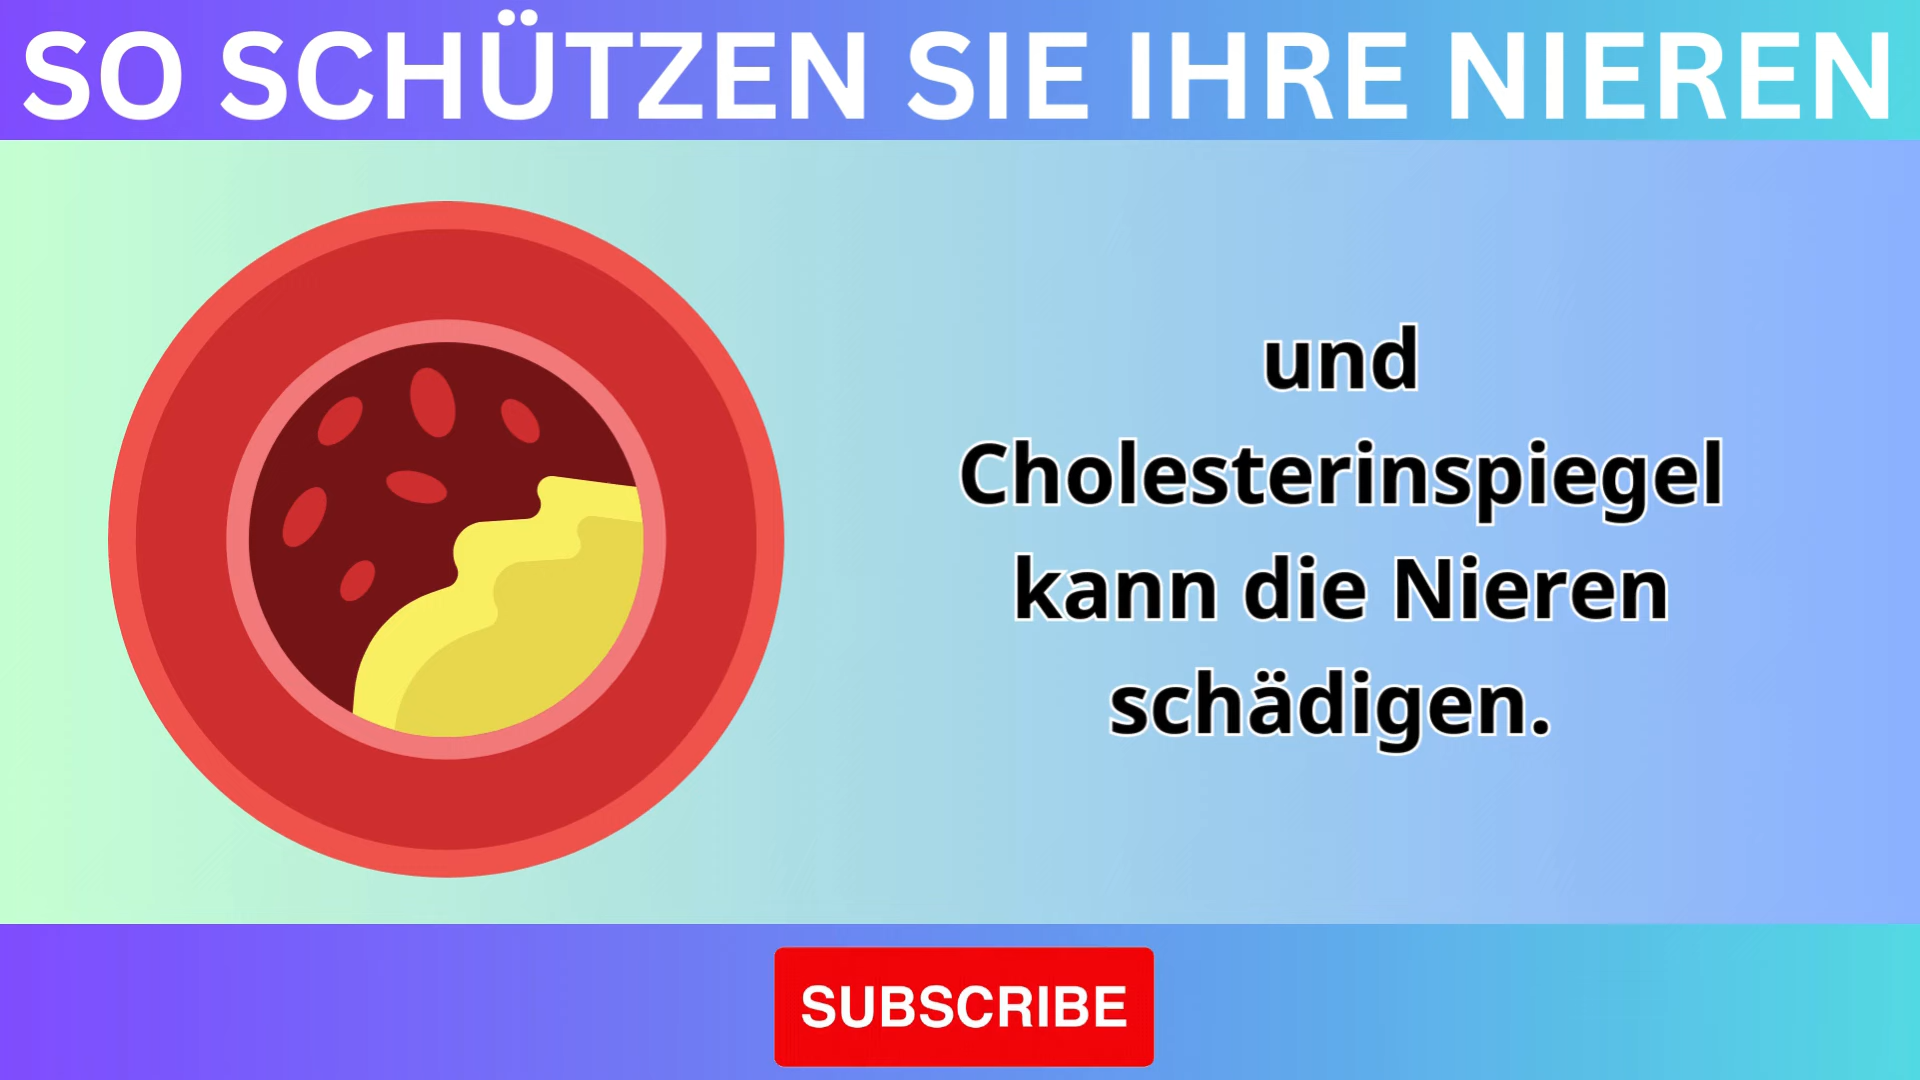 SO SCHÜTZEN SIE IHRE NIEREN
und
Cholesterinspiegel
kann die Nieren
schädigen.
SUBSCRIBE